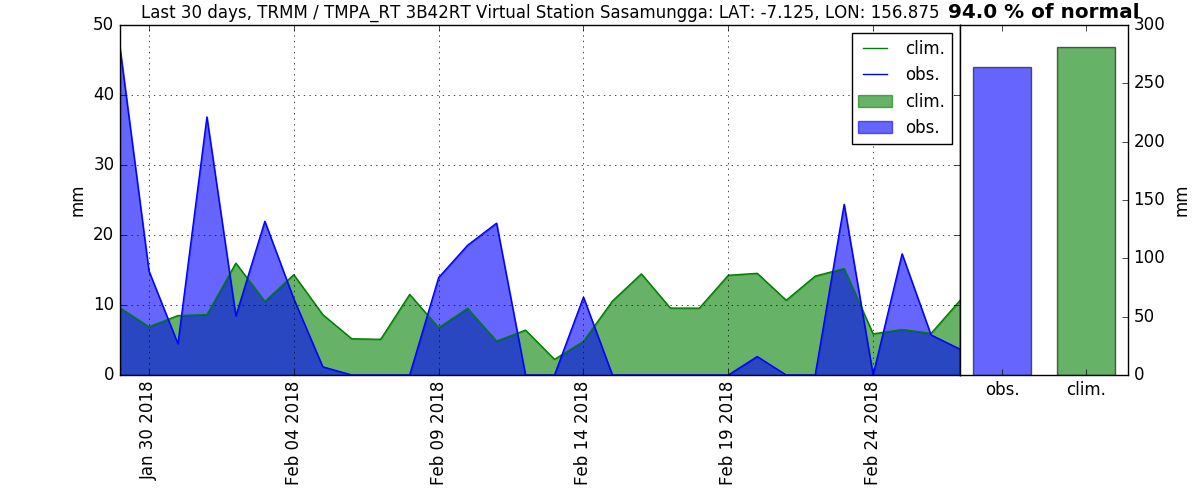 Last 30 days, TRMM / TMPA_RT 3B42RT Virtual Station Sasamungga: LAT: -7.125, LON: 156.875 94.0 % of normal
50
40
30
20
10
0
mm
clim.
obs.
clim.
obs.
300
250
200
150
100
50
0
mm
Jan 30 2018
Feb 04 2018
Feb 09 2018
Feb 14 2018
Feb 19 2018
Feb 24 2018
obs.
clim.